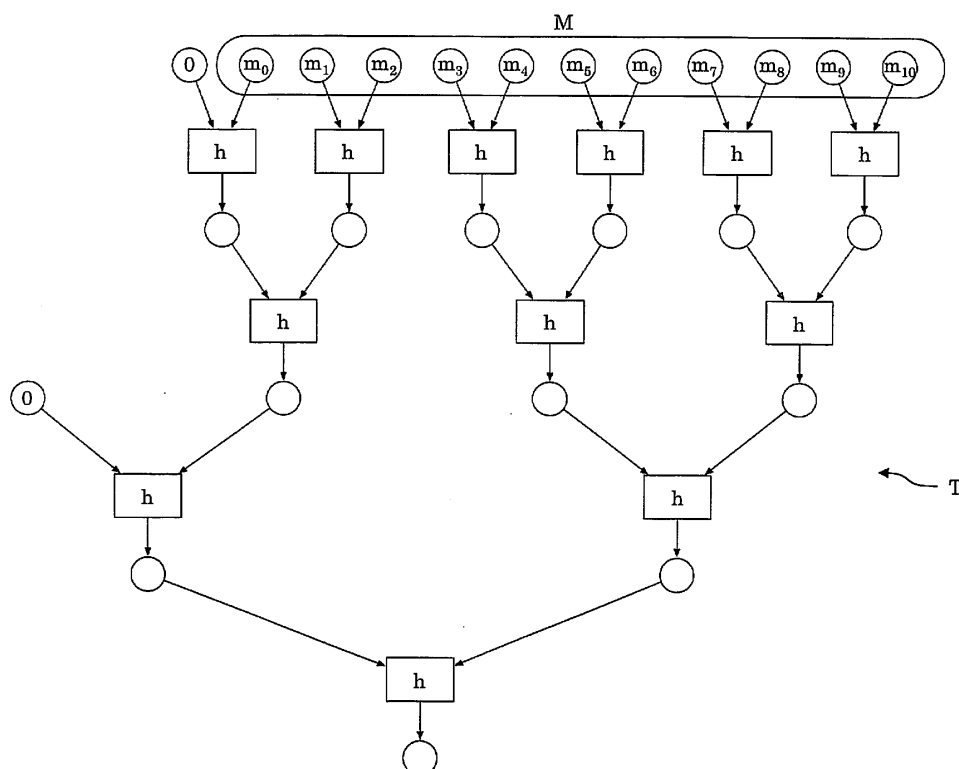 M
0 m₀ m₁ m₂ m₃ m₄ m₅ m₆ m₇ m₈ m₉ m₁₀
h h h h h h
h h h
0
h h
T
h